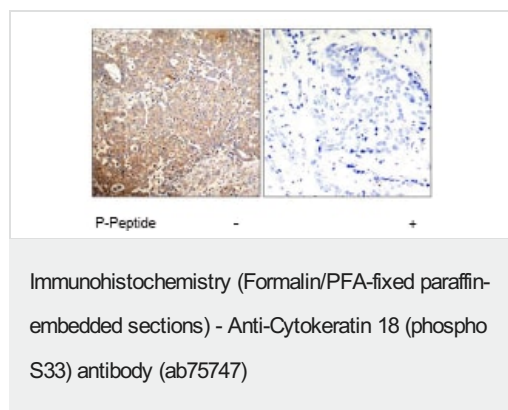 P-Peptide - +
Immunohistochemistry (Formalin/PFA-fixed paraffin-
embedded sections) - Anti-Cytokeratin 18 (phospho
S33) antibody (ab75747)